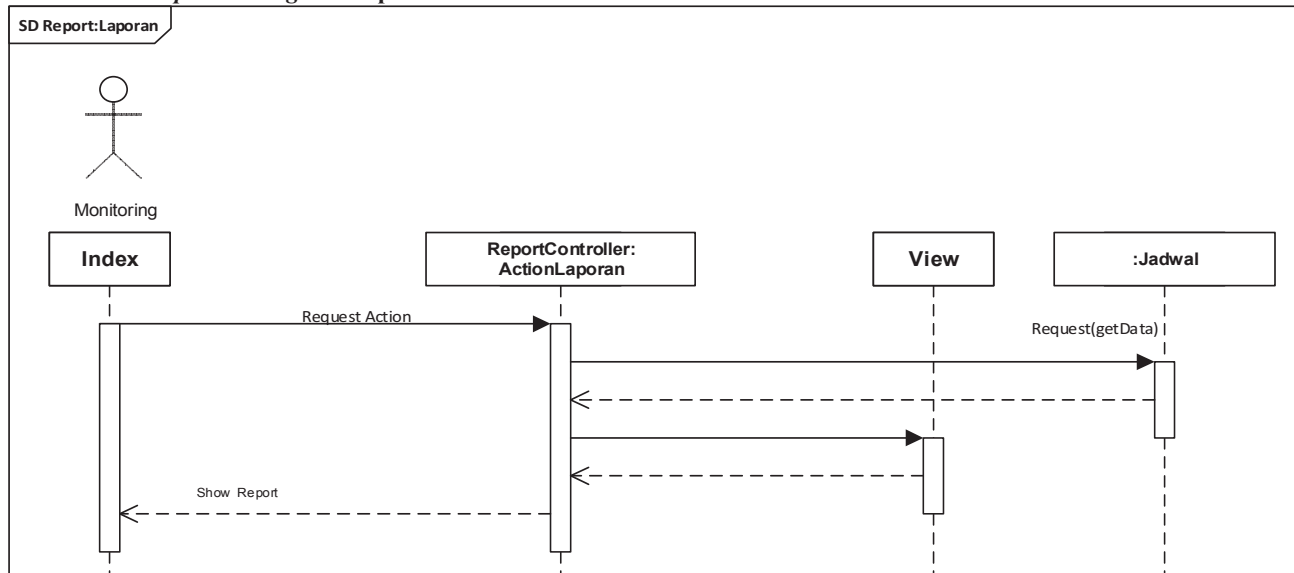 SD Report:Laporan
Monitoring
Index
ReportController:
ActionLaporan
View
:Jadwal
Request Action
Request(getData)
Show Report